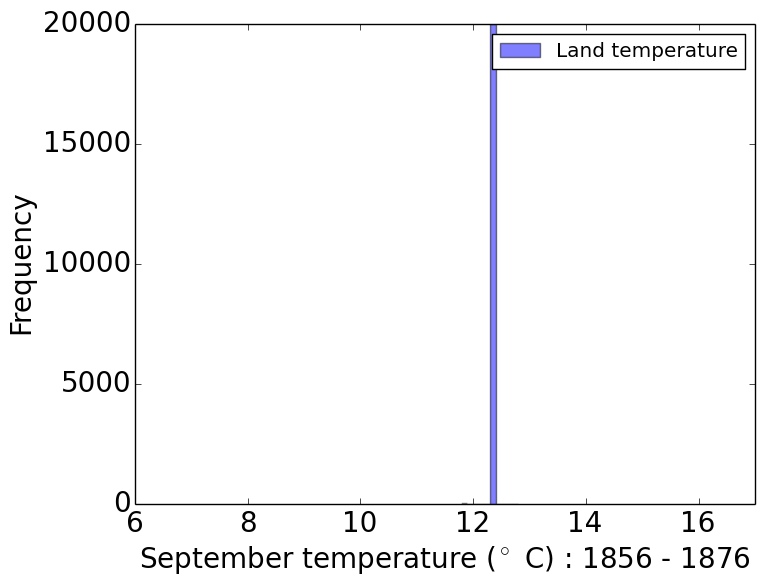 20000
Land temperature
15000
Frequency
10000
5000
0
6 8 10 12 14 16
September temperature (° C) : 1856 - 1876